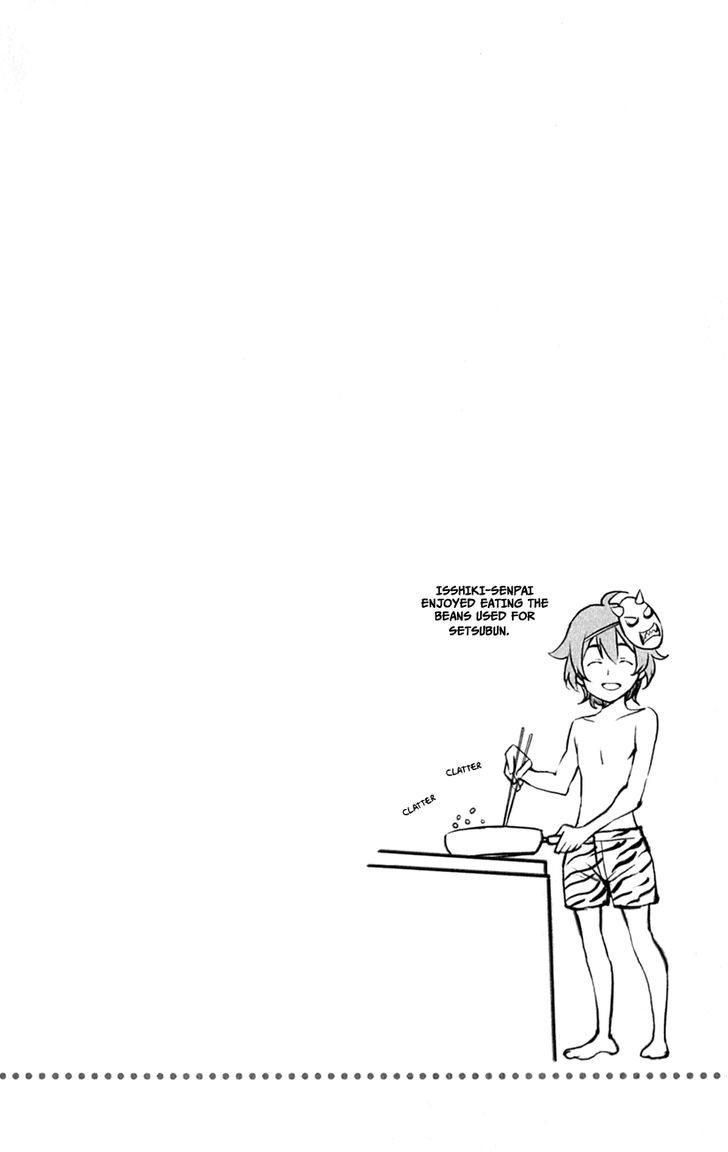 ISSHIKI-SENPAI
ENJOYED EATING THE
BEANS USED FOR
SETSUBUN.
CLATTER
CLATTER